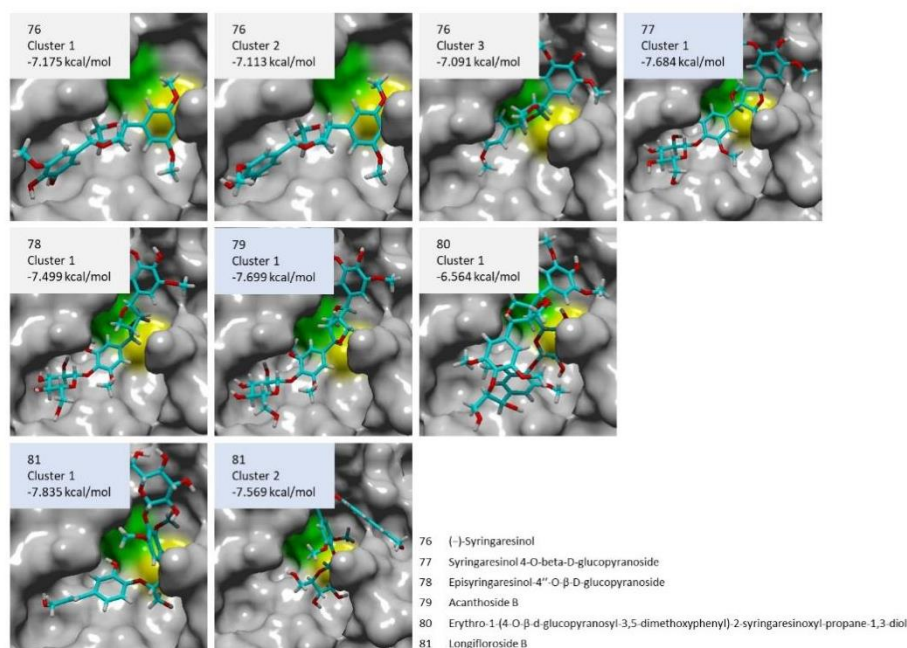 76
Cluster 1
-7.175 kcal/mol
76
Cluster 2
-7.113 kcal/mol
76
Cluster 3
-7.091 kcal/mol
77
Cluster 1
-7.684 kcal/mol
78
Cluster 1
-7.499 kcal/mol
79
Cluster 1
-7.699 kcal/mol
80
Cluster 1
-6.564 kcal/mol
81
Cluster 1
-7.835 kcal/mol
81
Cluster 2
-7.569 kcal/mol
76 (−)-Syringaresinol
77 Syringaresinol 4-O-beta-D-glucopyranoside
78 Episyringaresinol-4''-O-β-D-glucopyranoside
79 Acanthoside B
80 Erythro-1-(4-O-β-d-glucopyranosyl-3,5-dimethoxyphenyl)-2-syringaresinoxyl-propane-1,3-diol
81 Longifloroside B